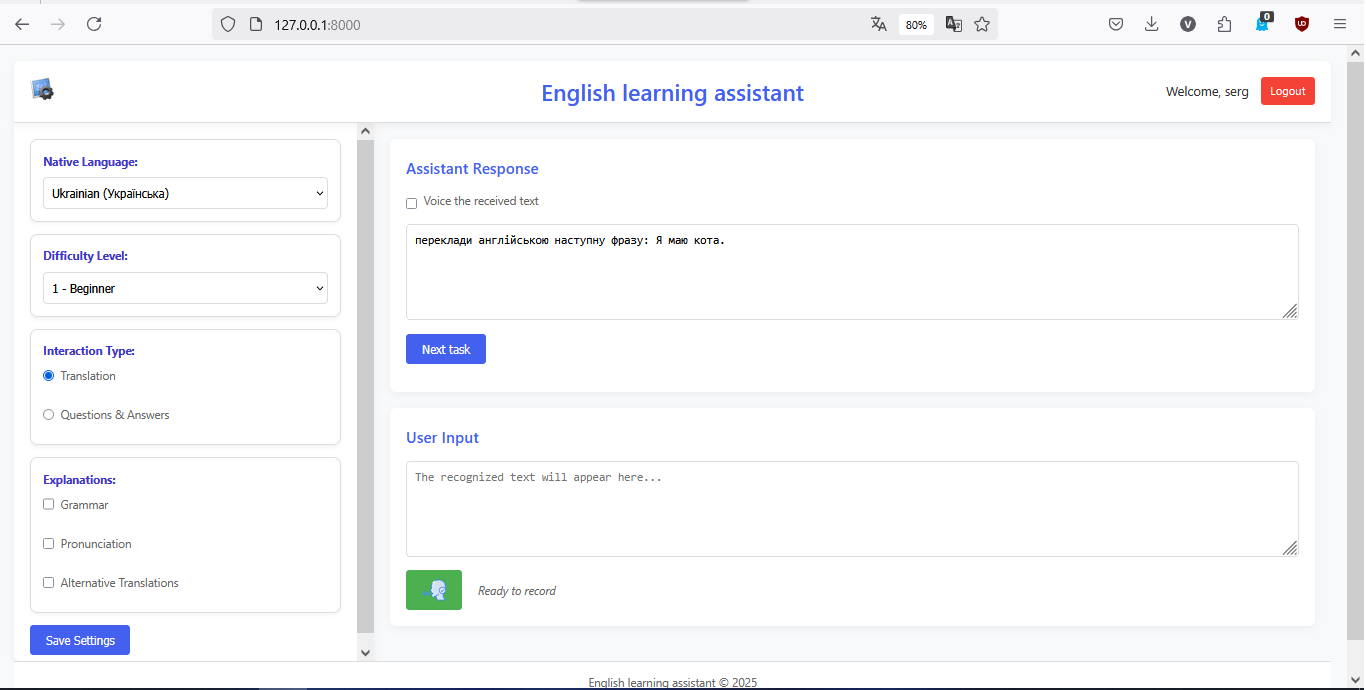 127.0.0.1:8000
80%
V
0
English learning assistant
Welcome, serg
Logout
Native Language:
Ukrainian (Українська)
Difficulty Level:
1 - Beginner
Interaction Type:
Translation
Questions & Answers
Explanations:
Grammar
Pronunciation
Alternative Translations
Save Settings
Assistant Response
Voice the received text
переклади англійською наступну фразу: Я маю кота.
Next task
User Input
The recognized text will appear here...
Ready to record
English learning assistant © 2025